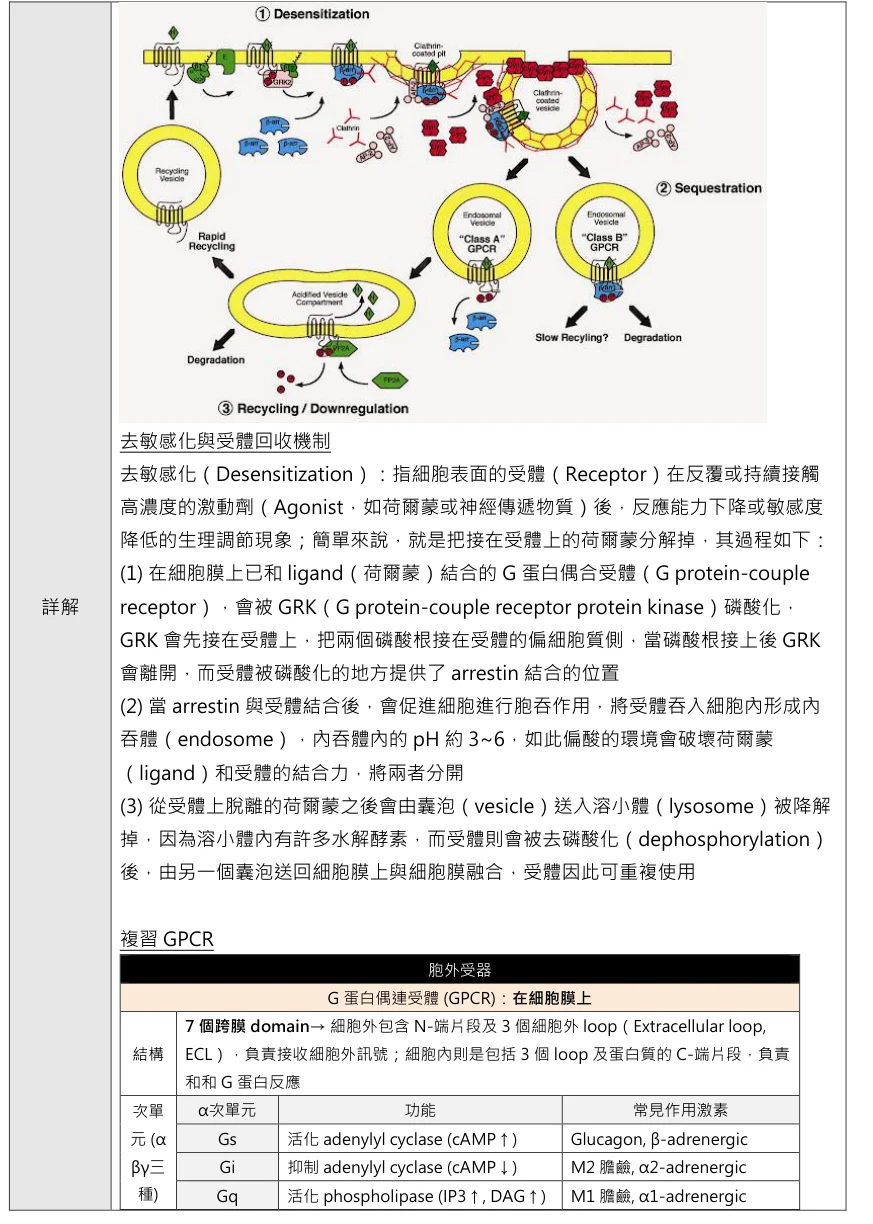 ① Desensitization
H
E
GRK2
β-arr
Clathrin-
coated pit
AP-2
Clathrin-
coated
vesicle
Clathrin
β-arr
β-arr
β-arr
AP-2
Dyn
Recycling
Vesicle
② Sequestration
Endosomal
Vesicle
"Class A"
GPCR
Endosomal
Vesicle
"Class B"
GPCR
Rapid
Recycling
Acidified Vesicle
Compartment
H
H
H
β-arr
β-arr
β-arr
PP2A
PP2A
Slow Recyling?
Degradation
Degradation
③ Recycling / Downregulation
詳解
去敏感化與受體回收機制
去敏感化（Desensitization）：指細胞表面的受體（Receptor）在反覆或持續接觸
高濃度的激動劑（Agonist，如荷爾蒙或神經傳遞物質）後，反應能力下降或敏感度
降低的生理調節現象；簡單來說，就是把接在受體上的荷爾蒙分解掉，其過程如下：
(1) 在細胞膜上已和 ligand（荷爾蒙）結合的 G 蛋白偶合受體（G protein-couple
receptor），會被 GRK（G protein-couple receptor protein kinase）磷酸化，
GRK 會先接在受體上，把兩個磷酸根接在受體的偏細胞質側，當磷酸根接上後 GRK
會離開，而受體被磷酸化的地方提供了 arrestin 結合的位置
(2) 當 arrestin 與受體結合後，會促進細胞進行胞吞作用，將受體吞入細胞內形成內
吞體（endosome），內吞體內的 pH 約 3~6，如此偏酸的環境會破壞荷爾蒙
（ligand）和受體的結合力，將兩者分開
(3) 從受體上脫離的荷爾蒙之後會由囊泡（vesicle）送入溶小體（lysosome）被降解
掉，因為溶小體內有許多水解酵素，而受體則會被去磷酸化（dephosphorylation）
後，由另一個囊泡送回細胞膜上與細胞膜融合，受體因此可重複使用
複習 GPCR
胞外受器
G 蛋白偶連受體 (GPCR)：在細胞膜上
結構
7 個跨膜 domain→ 細胞外包含 N-端片段及 3 個細胞外 loop（Extracellular loop,
ECL），負責接收細胞外訊號；細胞內則是包括 3 個 loop 及蛋白質的 C-端片段，負責
和和 G 蛋白反應
次單
元 (α
βγ三
種)
α次單元 功能 常見作用激素
Gs 活化 adenylyl cyclase (cAMP↑) Glucagon, β-adrenergic
Gi 抑制 adenylyl cyclase (cAMP↓) M2 膽鹼, α2-adrenergic
Gq 活化 phospholipase (IP3↑, DAG↑) M1 膽鹼, α1-adrenergic